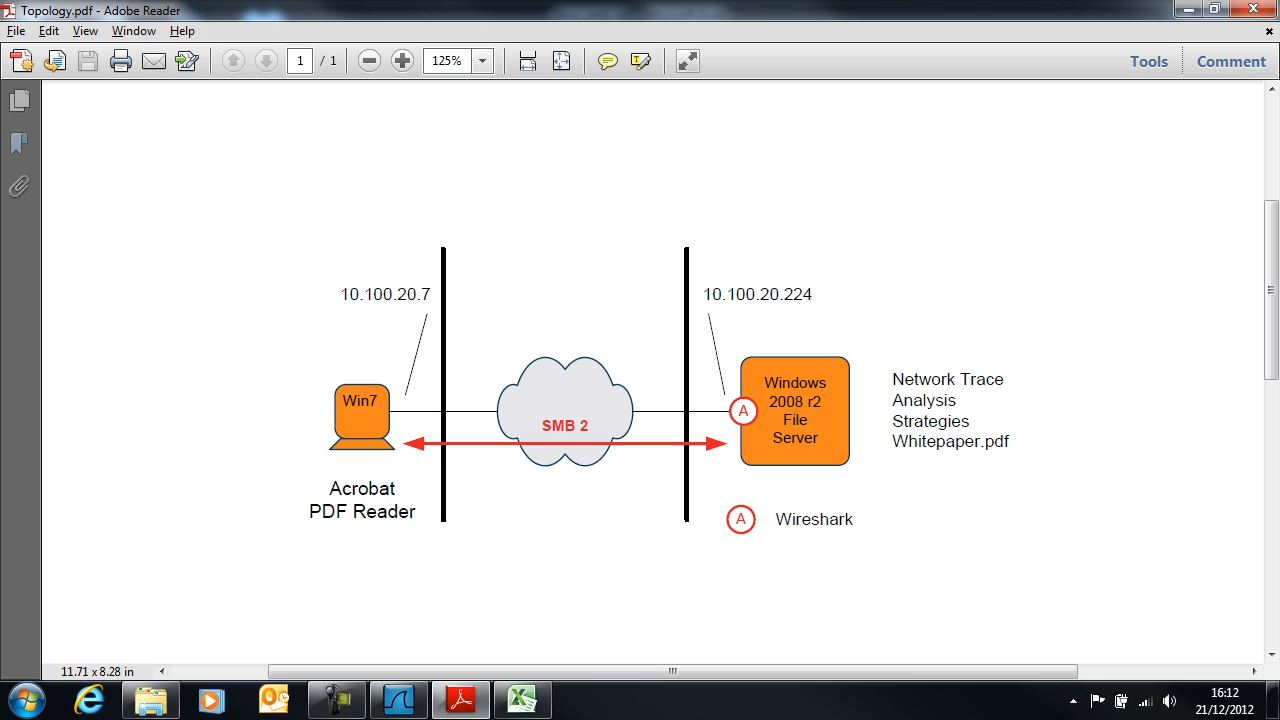 Topology.pdf - Adobe Reader
File Edit View Window Help
1 / 1 125% Tools Comment
10.100.20.7
10.100.20.224
Win7
SMB 2
A
Windows
2008 r2
File
Server
Network Trace
Analysis
Strategies
Whitepaper.pdf
Acrobat
PDF Reader
A Wireshark
11.71 x 8.28 in
16:12
21/12/2012